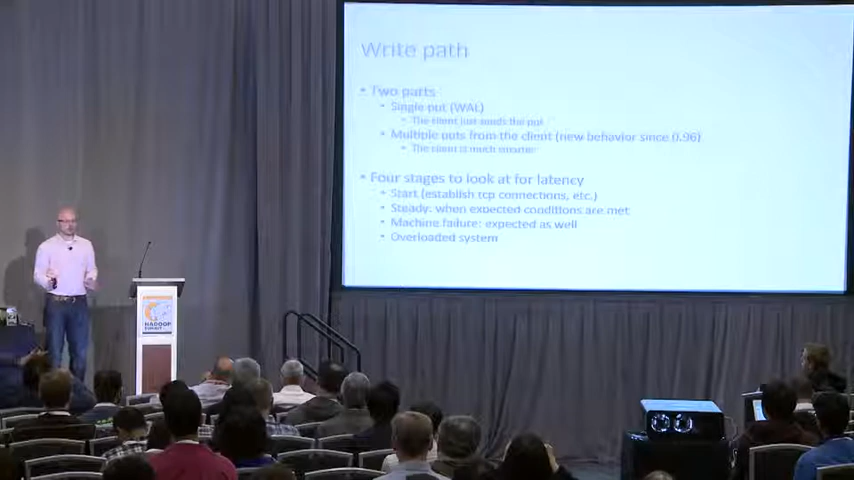 Write path
• Two parts
• Single put (WAL)
• The client just sends the put
• Multiple puts from the client (new behavior since 0.96)
• The client is much smarter
• Four stages to look at for latency
• Start (establish tcp connections, etc.)
• Steady: when expected conditions are met
• Machine failure: expected as well
• Overloaded system
HADOOP
SUMMIT